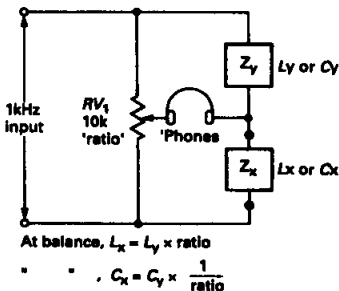 1kHz
input
RV1
10k
'ratio'
'Phones
Zy
Ly or Cy
Zx
Lx or Cx
At balance, Lx = Ly × ratio
" " , Cx = Cy × 1/ratio